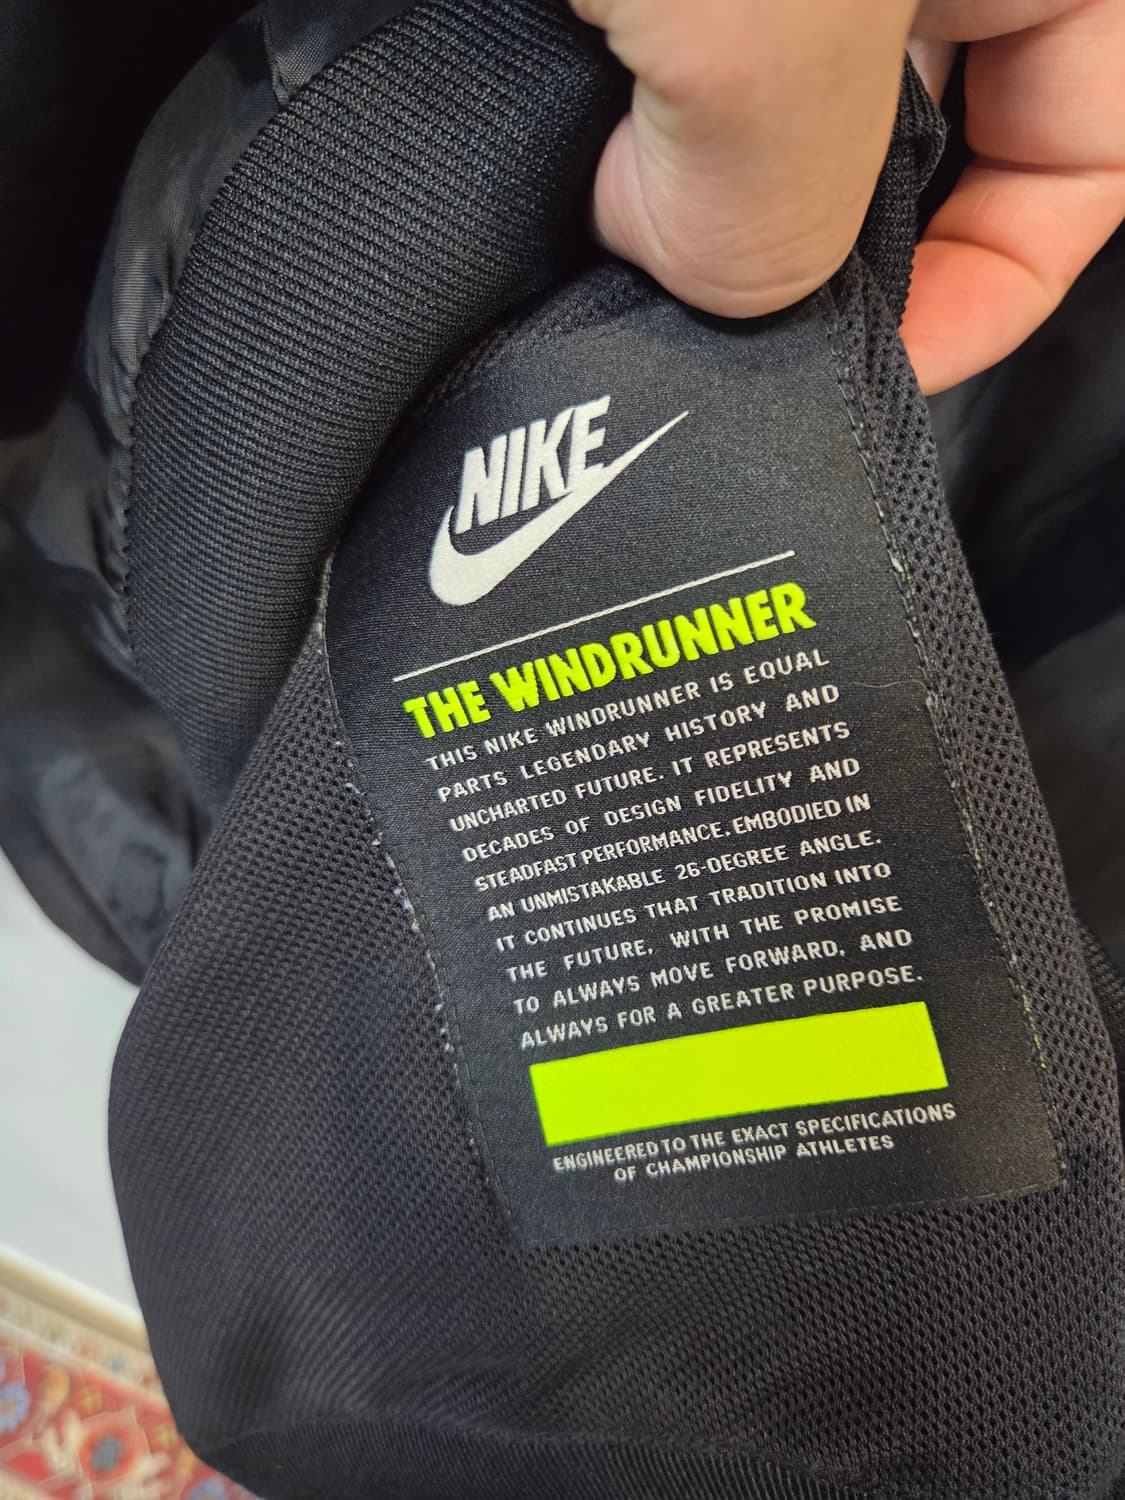 NIKE
THE WINDRUNNER
THIS NIKE WINDRUNNER IS EQUAL
PARTS LEGENDARY HISTORY AND
UNCHARTED FUTURE. IT REPRESENTS
DECADES OF DESIGN FIDELITY AND
STEADFAST PERFORMANCE. EMBODIED IN
AN UNMISTAKABLE 26-DEGREE ANGLE.
IT CONTINUES THAT TRADITION INTO
THE FUTURE, WITH THE PROMISE
TO ALWAYS MOVE FORWARD, AND
ALWAYS FOR A GREATER PURPOSE.
ENGINEERED TO THE EXACT SPECIFICATIONS
OF CHAMPIONSHIP ATHLETES